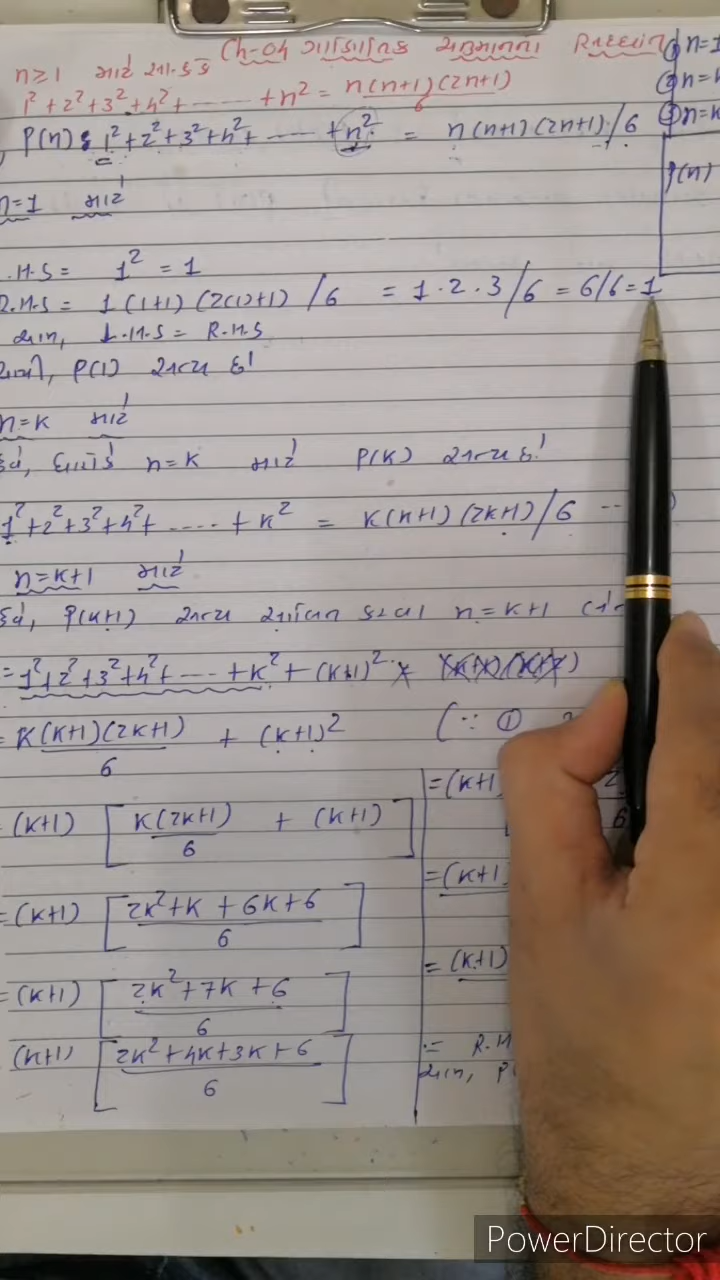 Ch-04 ગાણિતિક અનુમાનનો સિદ્ધાંત
n≥1 માટે
1²+2²+3²+4²+ ------ +n² = n(n+1)(2n+1)/6
P(n): 1²+2²+3²+4²+ ------ +n² = n(n+1)(2n+1)/6
n=1 માટે
.H.S = 1² = 1
R.H.S = 1(1+1)(2(1)+1)/6 = 1·2·3/6 = 6/6 = 1
આમ, L.H.S = R.H.S
P(1) સત્ય છે
n=k માટે
ધારો કે n=k માટે P(k) સત્ય છે
1²+2²+3²+4²+ ----- +k² = k(k+1)(2k+1)/6
n=k+1 માટે
હવે, P(k+1) સત્ય સાબિત કરવા n=k+1
= 1²+2²+3²+4²+ --- +k²+(k+1)²
= k(k+1)(2k+1)/6 + (k+1)² (∵ ①
= (k+1) [k(2k+1)/6 + (k+1)]
= (k+1) [2k²+k+6k+6/6]
= (k+1) [2k²+7k+6/6]
(k+1) [2k²+4k+3k+6/6]
= (k+1
= (k+1
= (k+1)
= R.H
આમ, P
① n=1
② n=k
③ n=k
P(n)
PowerDirector